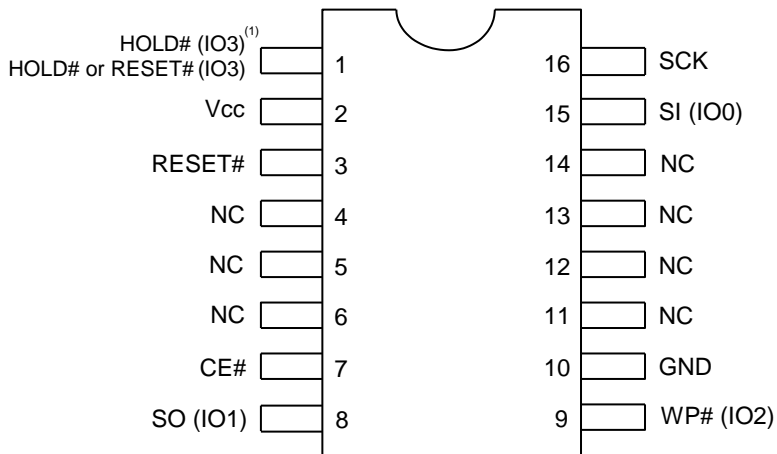 HOLD# (IO3)(1)
HOLD# or RESET# (IO3)
1
16
SCK
Vcc
2
15
SI (IO0)
RESET#
3
14
NC
NC
4
13
NC
NC
5
12
NC
NC
6
11
NC
CE#
7
10
GND
SO (IO1)
8
9
WP# (IO2)